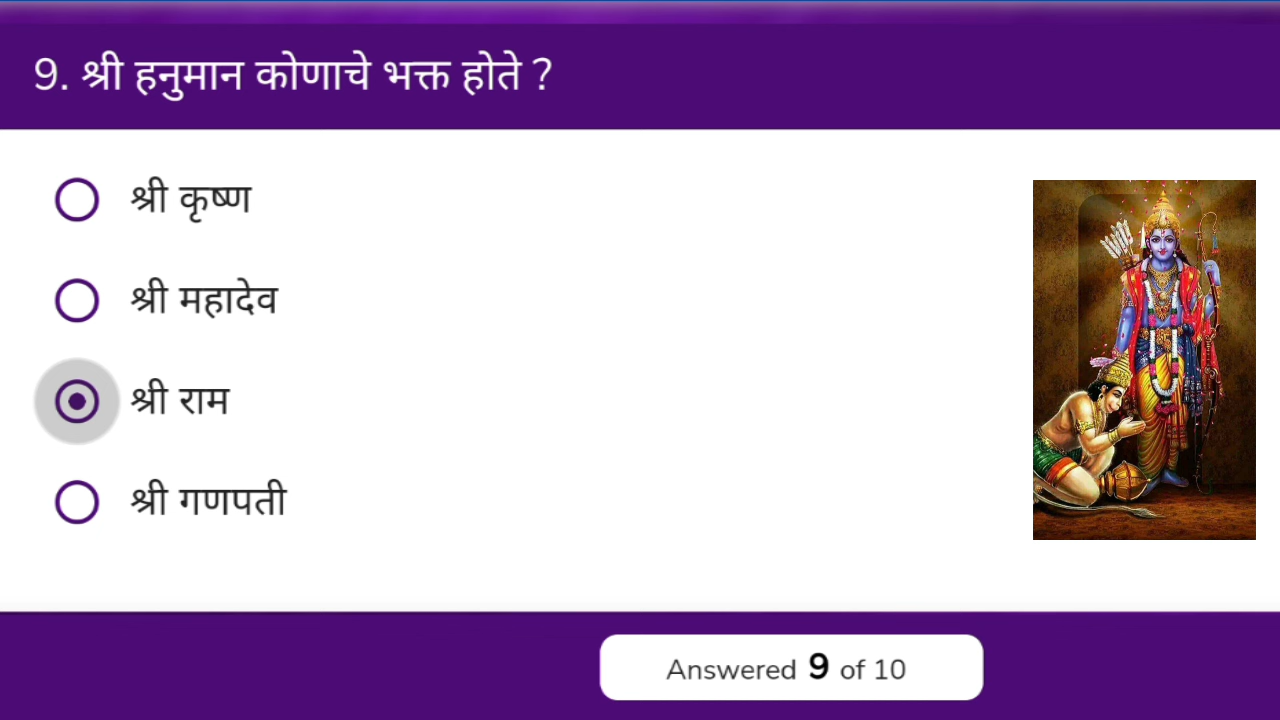 9. श्री हनुमान कोणाचे भक्त होते ?
श्री कृष्ण
श्री महादेव
श्री राम
श्री गणपती
Answered 9 of 10